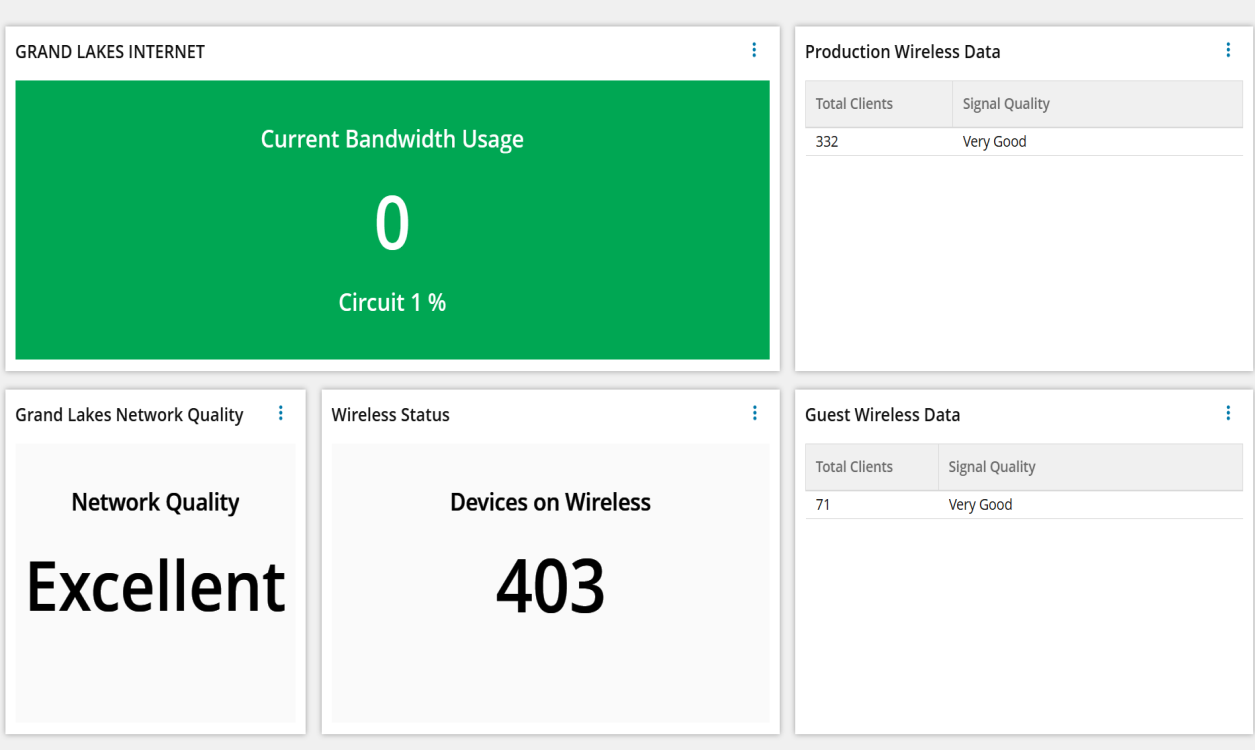 GRAND LAKES INTERNET
Current Bandwidth Usage
0
Circuit 1 %
Production Wireless Data
Total Clients Signal Quality
332 Very Good
Grand Lakes Network Quality
Network Quality
Excellent
Wireless Status
Devices on Wireless
403
Guest Wireless Data
Total Clients Signal Quality
71 Very Good